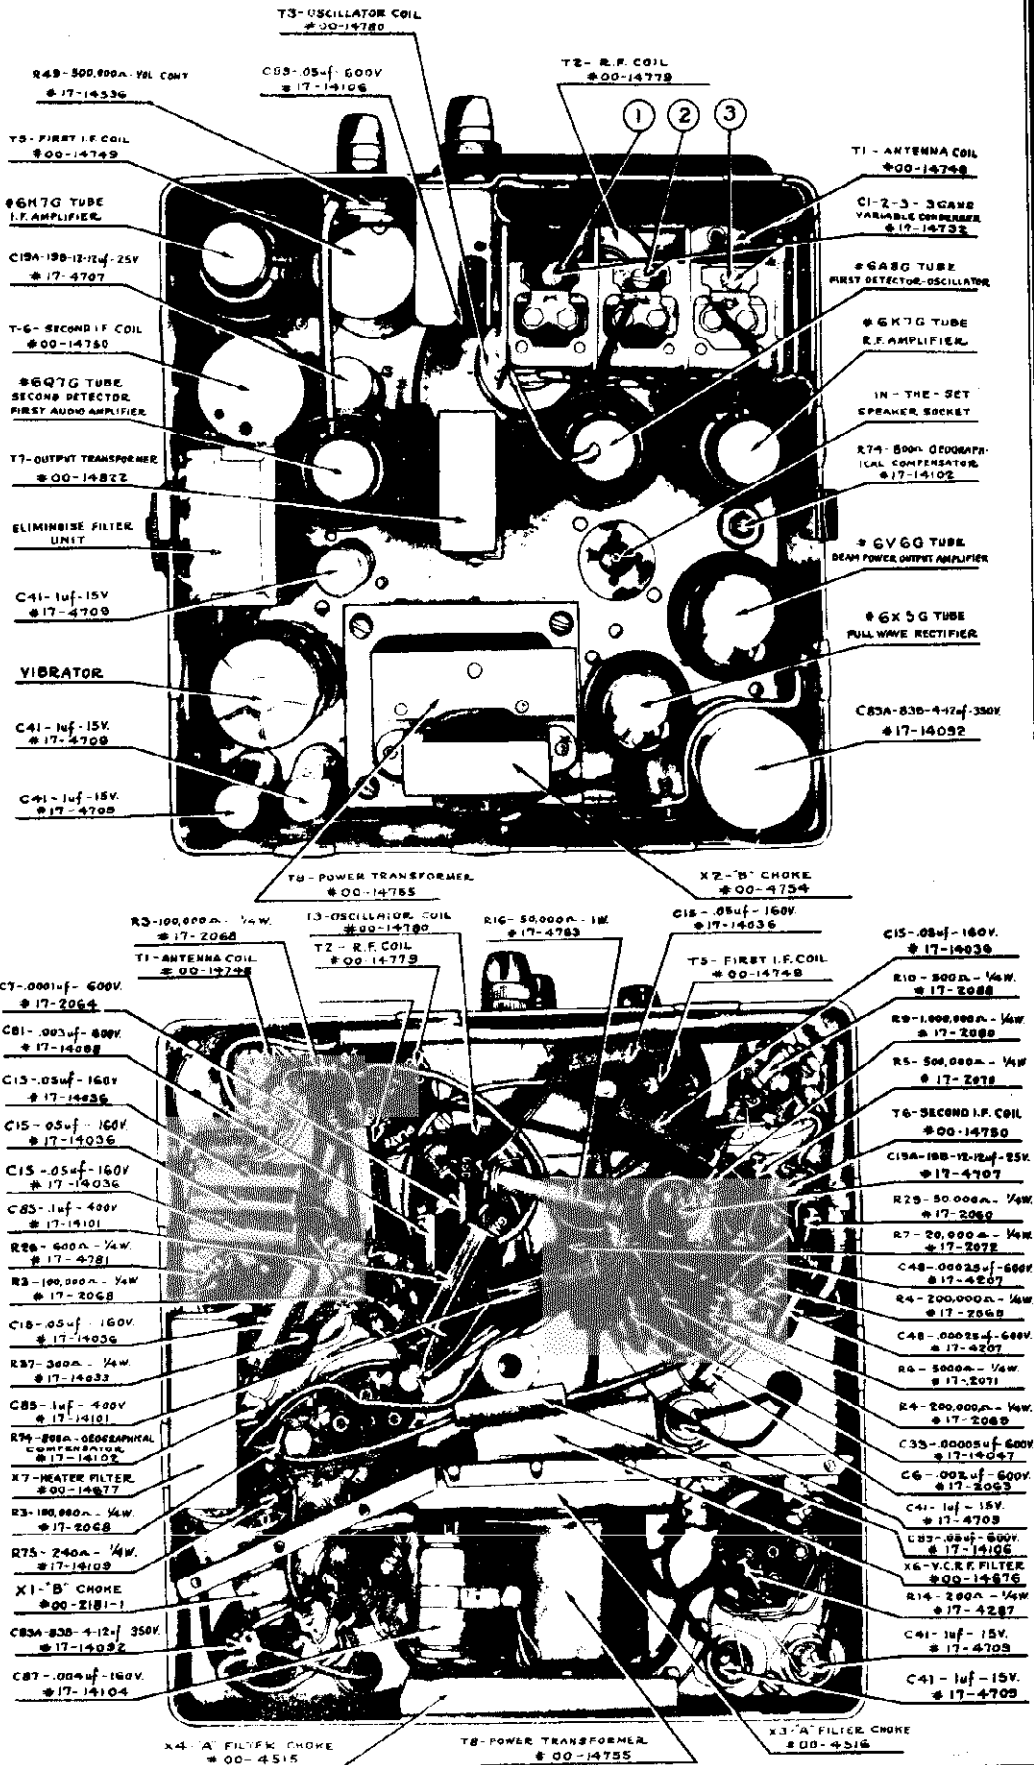 T3-OSCILLATOR COIL
#00-14780
R49-500,000Ω-VOL CONT
#17-14536
C89-.05uf-600V
#17-14106
T2-R.F. COIL
#00-14779
1
2
3
T5-FIRST I.F. COIL
#00-14749
T1-ANTENNA COIL
#00-14748
#6K7G TUBE
I.F. AMPLIFIER
C1-2-3-3 GANG
VARIABLE CONDENSER
#17-14732
C19A-19B-12-12uf-25V
#17-4707
#6A8G TUBE
FIRST DETECTOR-OSCILLATOR
T-6-SECOND I.F. COIL
#00-14750
#6K7G TUBE
R.F. AMPLIFIER
#6Q7G TUBE
SECOND DETECTOR
FIRST AUDIO AMPLIFIER
IN-THE-SET
SPEAKER SOCKET
T7-OUTPUT TRANSFORMER
#00-14822
R74-800Ω GEOGRAPH-
ICAL COMPENSATOR
#17-14102
ELIMINOISE FILTER
UNIT
#6V6G TUBE
BEAM POWER OUTPUT AMPLIFIER
C41-1uf-15V
#17-4709
#6X5G TUBE
FULL WAVE RECTIFIER
VIBRATOR
C83A-83B-4-12uf-350V.
#17-14092
C41-1uf-15V.
#17-4709
C41-1uf-15V.
#17-4709
T8-POWER TRANSFORMER
#00-14755
X2-"B" CHOKE
#00-4754
R3-100,000Ω-¼W.
#17-2068
T3-OSCILLATOR COIL
#00-14780
R16-50,000Ω-1W.
#17-4783
C15-.05uf-160V.
#17-14036
T1-ANTENNA COIL
#00-14748
T2-R.F. COIL
#00-14779
T5-FIRST I.F. COIL
#00-14749
C15-.05uf-160V.
#17-14036
C7-.0001uf-600V.
#17-2064
R10-500Ω-¼W.
#17-2088
C81-.003uf-600V.
#17-14088
R9-1,000,000Ω-¼W.
#17-2080
C15-.05uf-160V
#17-14036
R5-500,000Ω-¼W
#17-2070
C15-.05uf-160V.
#17-14036
T6-SECOND I.F. COIL
#00-14750
C15-.05uf-160V
#17-14036
C19A-19B-12-12uf-25V.
#17-4707
C85-.1uf-400V
#17-14101
R25-50,000Ω-¼W.
#17-2060
R26-600Ω-¼W.
#17-4781
R7-20,000Ω-¼W.
#17-2072
R3-100,000Ω-¼W
#17-2068
C48-.00025uf-600V.
#17-4207
C15-.05uf-160V.
#17-14036
R4-200,000Ω-¼W.
#17-2069
R37-300Ω-¼W.
#17-14033
C48-.00025uf-600V.
#17-4207
C85-.1uf-400V
#17-14101
R6-5000Ω-¼W.
#17-2071
R74-800Ω-GEOGRAPHICAL
COMPENSATOR
#17-14102
R4-200,000Ω-¼W.
#17-2069
X7-HEATER FILTER
#00-14677
C33-.00005uf-600V.
#17-14047
R3-100,000Ω-¼W.
#17-2068
C6-.002uf-600V.
#17-2063
R75-240Ω-¼W.
#17-14109
C41-1uf-15V.
#17-4709
C89-.05uf-600V.
#17-14106
X1-"B" CHOKE
#00-2181-1
X6-V.C.R.F. FILTER
#00-14676
C83A-83B-4-12uf 350V.
#17-14092
R14-200Ω-¼W.
#17-4287
C87-.004uf-160V.
#17-14104
C41-1uf-15V.
#17-4709
C41-1uf-15V.
#17-4709
X4-"A" FILTER CHOKE
#00-4515
T8-POWER TRANSFORMER
#00-14755
X3-"A" FILTER CHOKE
#00-4516
PLATE
OSC
GRID